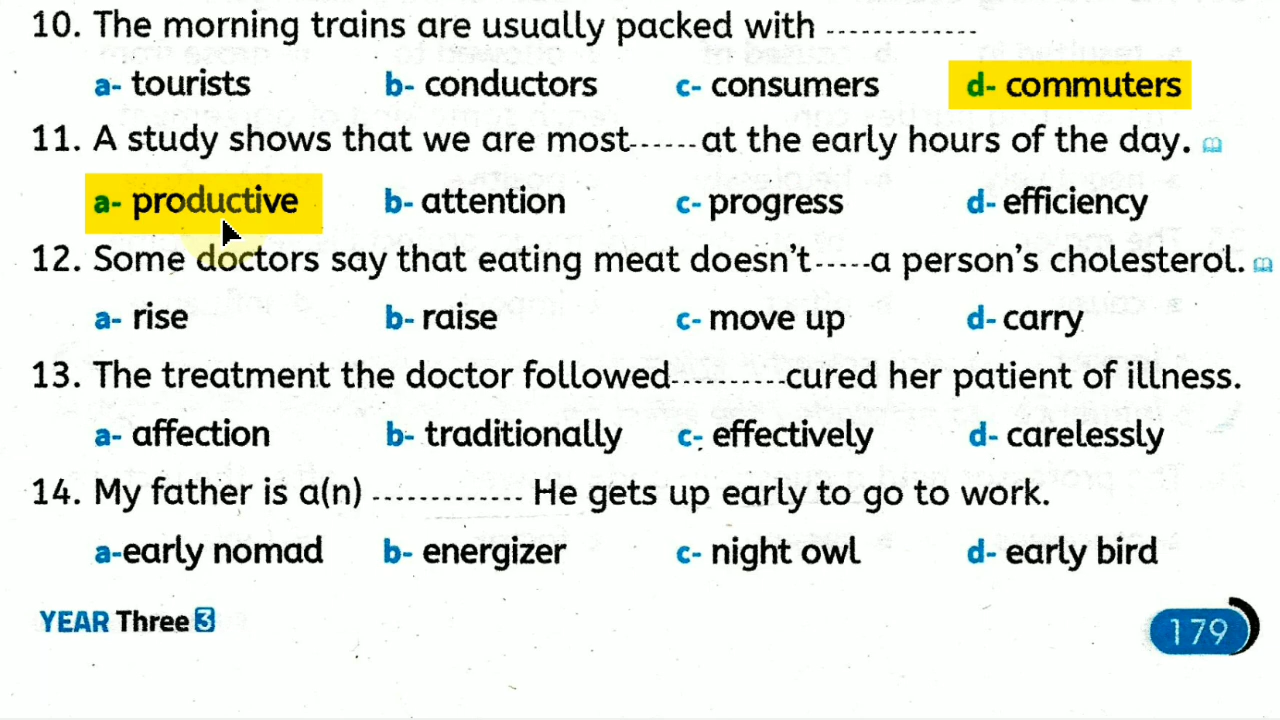 10. The morning trains are usually packed with -------------
a- tourists b- conductors c- consumers d- commuters
11. A study shows that we are most------ at the early hours of the day.
a- productive b- attention c- progress d- efficiency
12. Some doctors say that eating meat doesn't-----a person's cholesterol.
a- rise b- raise c- move up d- carry
13. The treatment the doctor followed----------cured her patient of illness.
a- affection b- traditionally c- effectively d- carelessly
14. My father is a(n) ------------- He gets up early to go to work.
a-early nomad b- energizer c- night owl d- early bird
YEAR Three 3 179